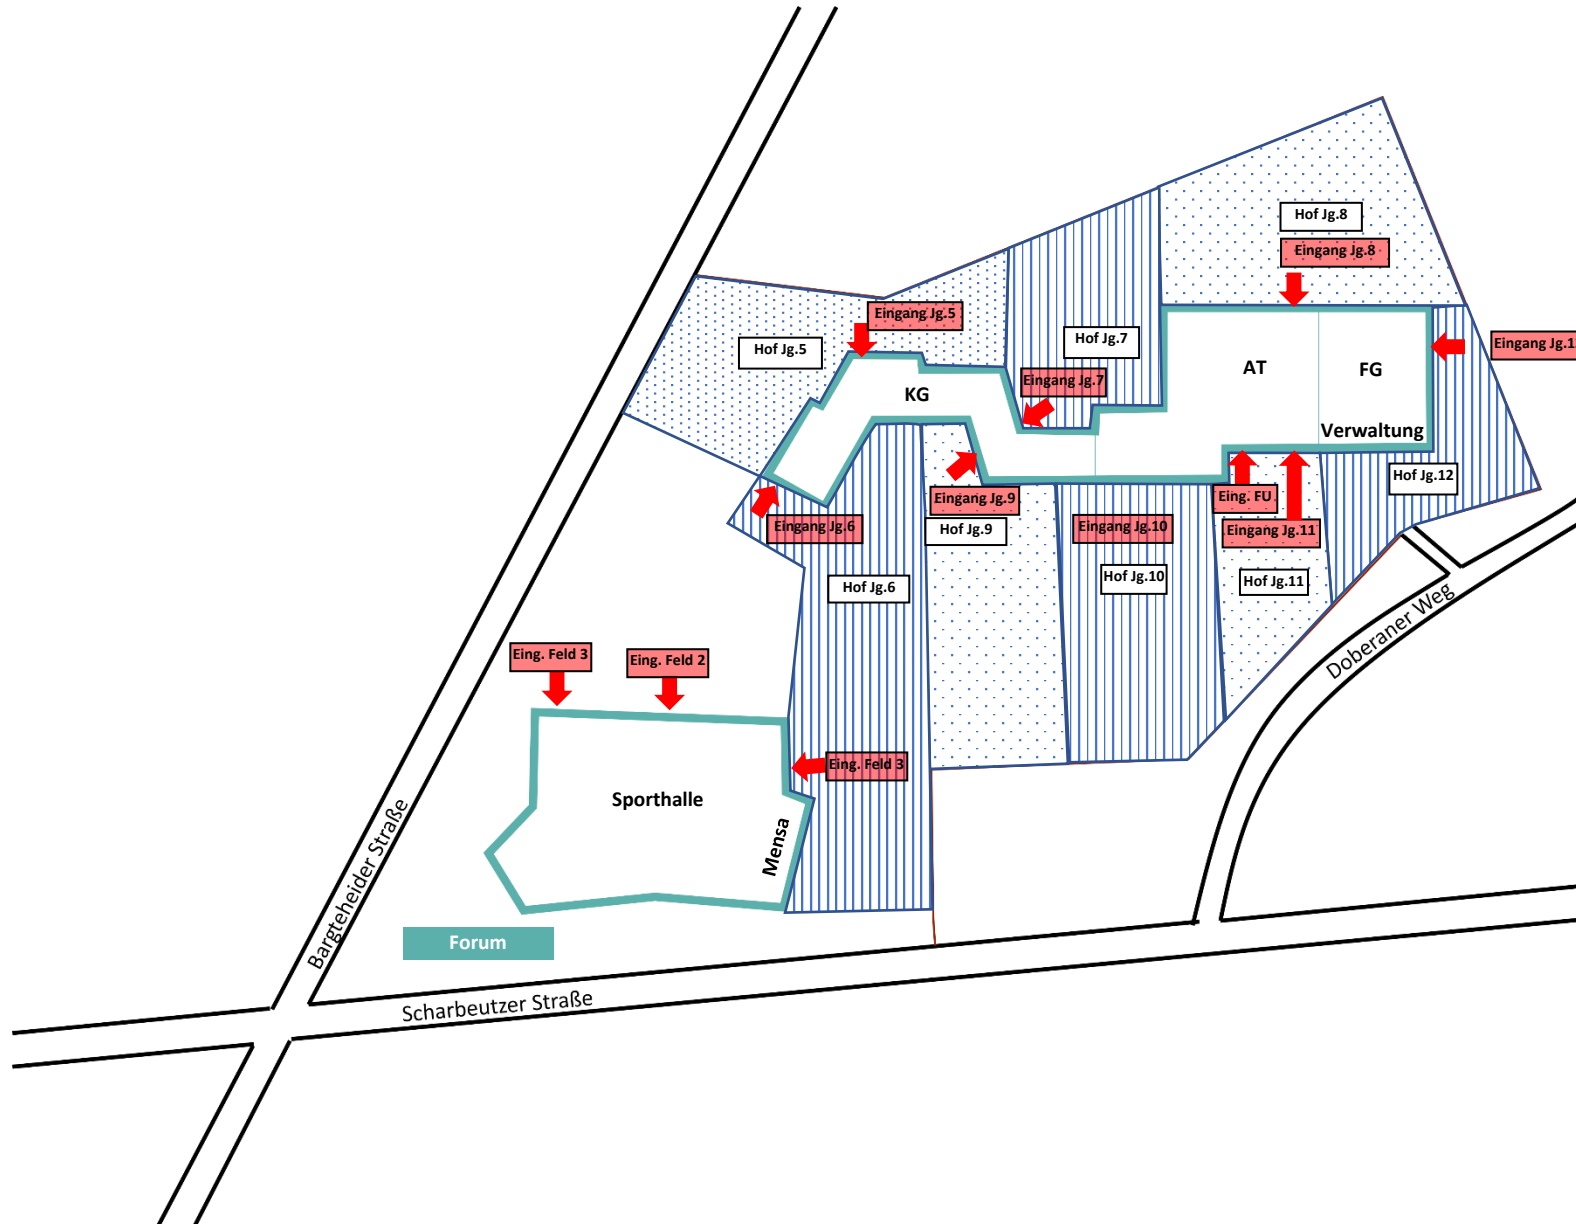 Hof Jg.8
Eingang Jg.8
Eingang Jg.5
Hof Jg.5
Hof Jg.7
Eingang Jg.7
KG
AT
FG
Verwaltung
Hof Jg.12
Eingang Jg.6
Eingang Jg.9
Hof Jg.9
Eingang Jg.10
Hof Jg.10
Eing. FU
Eingang Jg.11
Hof Jg.11
Hof Jg.6
Eing. Feld 3
Eing. Feld 2
Eing. Feld 3
Sporthalle
Mensa
Forum
Bargteheider Straße
Scharbeutzer Straße
Doberaner Weg
Eingang